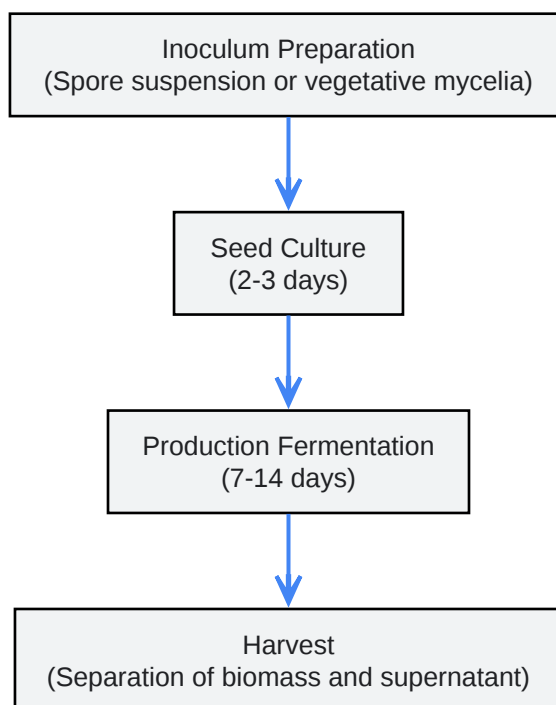 Inoculum Preparation
(Spore suspension or vegetative mycelia)
Seed Culture
(2-3 days)
Production Fermentation
(7-14 days)
Harvest
(Separation of biomass and supernatant)